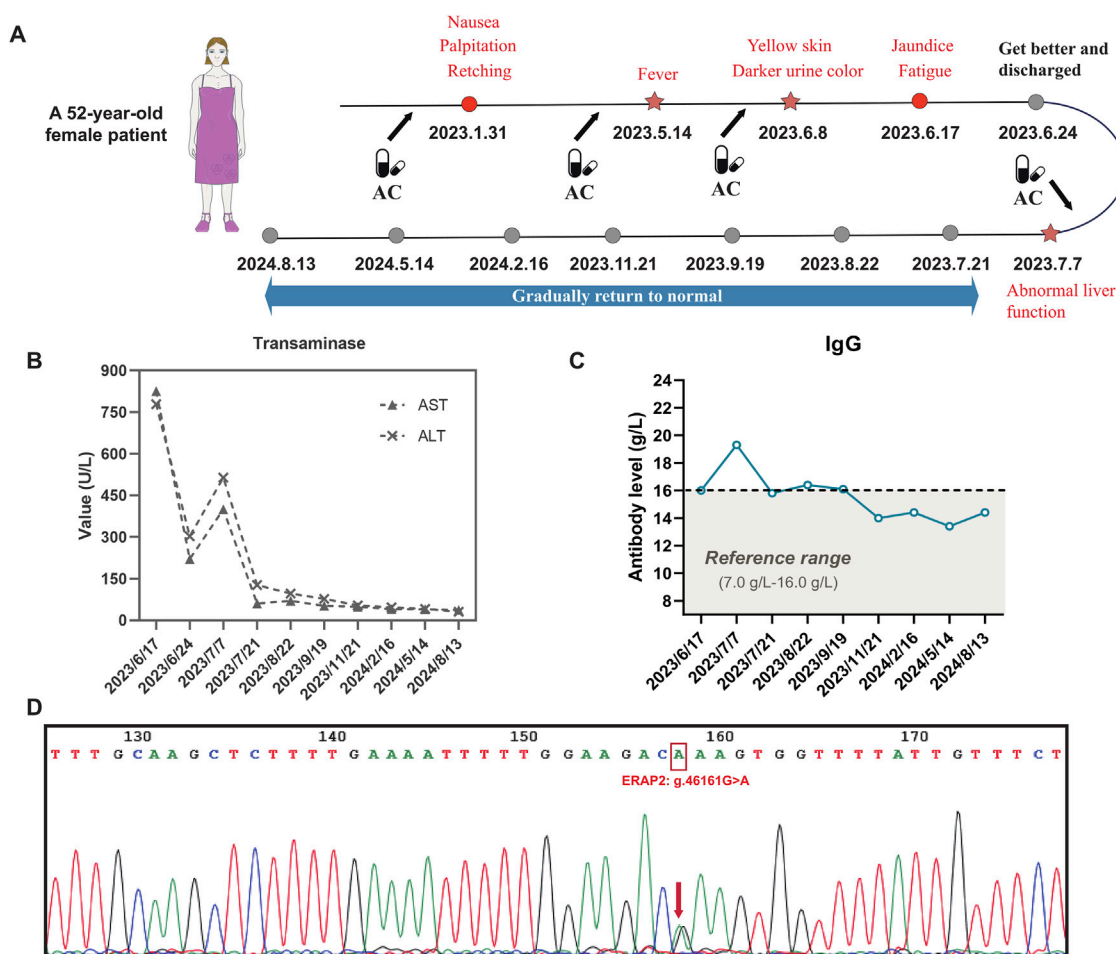 A
A 52-year-old
female patient
Nausea
Palpitation
Retching
Fever
Yellow skin
Darker urine color
Jaundice
Fatigue
Get better and
discharged
2023.1.31
2023.5.14
2023.6.8
2023.6.17
2023.6.24
AC
AC
AC
AC
2024.8.13
2024.5.14
2024.2.16
2023.11.21
2023.9.19
2023.8.22
2023.7.21
2023.7.7
Gradually return to normal
Abnormal liver
function
B
Transaminase
Value (U/L)
900
750
600
450
300
150
0
AST
ALT
2023/6/17
2023/6/24
2023/7/7
2023/7/21
2023/8/22
2023/9/19
2023/11/21
2024/2/16
2024/5/14
2024/8/13
C
IgG
Antibody level (g/L)
24
22
20
18
16
14
12
10
8
Reference range
(7.0 g/L-16.0 g/L)
2023/6/17
2023/7/7
2023/7/21
2023/8/22
2023/9/19
2023/11/21
2024/2/16
2024/5/14
2024/8/13
D
130 140 150 160 170
T T T G C A A G C T C T T T T G A A A A T T T T T G G A A G A C A A A G T G G T T T T A T T G T T T C T
ERAP2: g.46161G>A